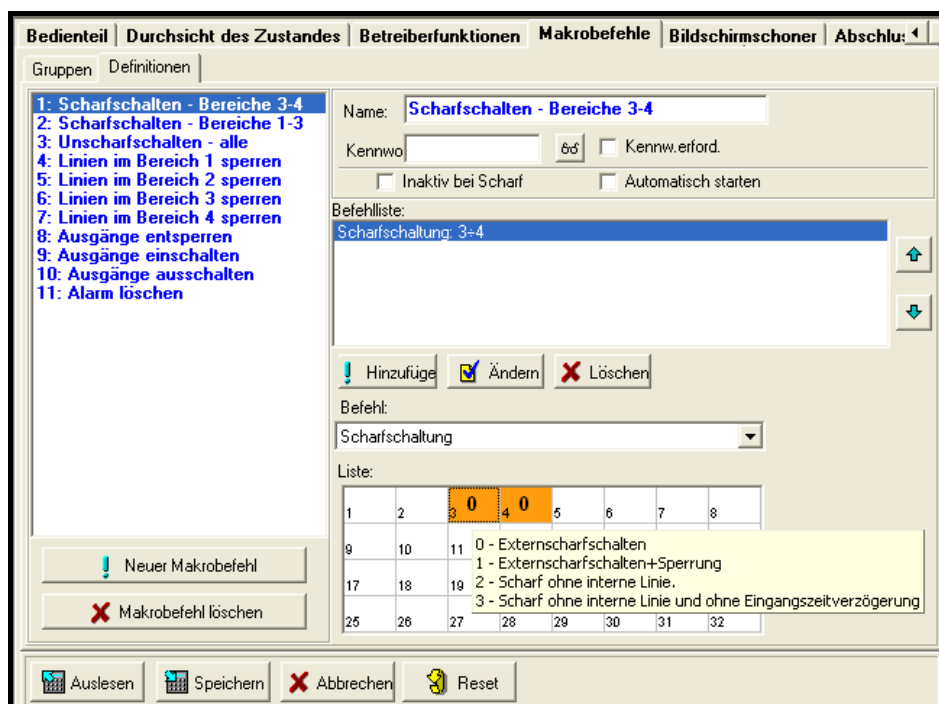 Bedienteil Durchsicht des Zustandes Betreiberfunktionen Makrobefehle Bildschirmschoner Abschlu
Gruppen Definitionen
1: Scharfschalten - Bereiche 3-4
2: Scharfschalten - Bereiche 1-3
3: Unscharfschalten - alle
4: Linien im Bereich 1 sperren
5: Linien im Bereich 2 sperren
6: Linien im Bereich 3 sperren
7: Linien im Bereich 4 sperren
8: Ausgänge entsperren
9: Ausgänge einschalten
10: Ausgänge ausschalten
11: Alarm löschen
Neuer Makrobefehl
Makrobefehl löschen
Name: Scharfschalten - Bereiche 3-4
Kennwo Kennw.erford.
Inaktiv bei Scharf Automatisch starten
Befehlliste:
Scharfschaltung: 3÷4
Hinzufüge Ändern Löschen
Befehl:
Scharfschaltung
Liste:
1 2 3 0 4 0 5 6 7 8
9 10 11
17 18 19
25 26 27 28 29 30 31 32
0 - Externscharfschalten
1 - Externscharfschalten+Sperrung
2 - Scharf ohne interne Linie.
3 - Scharf ohne interne Linie und ohne Eingangszeitverzögerung
Auslesen Speichern Abbrechen Reset